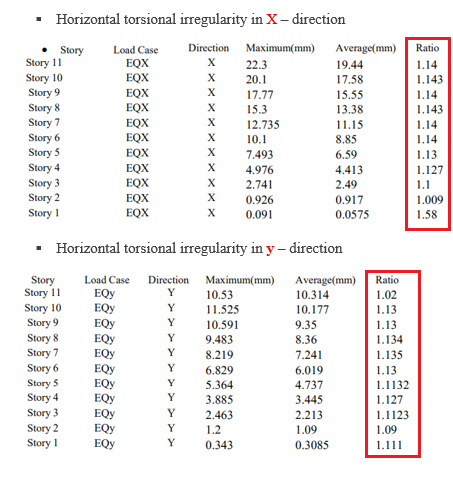 ▪ Horizontal torsional irregularity in X – direction
• Story Load Case Direction Maximum(mm) Average(mm) Ratio
Story 11 EQX X 22.3 19.44 1.14
Story 10 EQX X 20.1 17.58 1.143
Story 9 EQX X 17.77 15.55 1.14
Story 8 EQX X 15.3 13.38 1.143
Story 7 EQX X 12.735 11.15 1.14
Story 6 EQX X 10.1 8.85 1.14
Story 5 EQX X 7.493 6.59 1.13
Story 4 EQX X 4.976 4.413 1.127
Story 3 EQX X 2.741 2.49 1.1
Story 2 EQX X 0.926 0.917 1.009
Story 1 EQX X 0.091 0.0575 1.58
▪ Horizontal torsional irregularity in y – direction
Story Load Case Direction Maximum(mm) Average(mm) Ratio
Story 11 EQy Y 10.53 10.314 1.02
Story 10 EQy Y 11.525 10.177 1.13
Story 9 EQy Y 10.591 9.35 1.13
Story 8 EQy Y 9.483 8.36 1.134
Story 7 EQy Y 8.219 7.241 1.135
Story 6 EQy Y 6.829 6.019 1.13
Story 5 EQy Y 5.364 4.737 1.1132
Story 4 EQy Y 3.885 3.445 1.127
Story 3 EQy Y 2.463 2.213 1.1123
Story 2 EQy Y 1.2 1.09 1.09
Story 1 EQy Y 0.343 0.3085 1.111